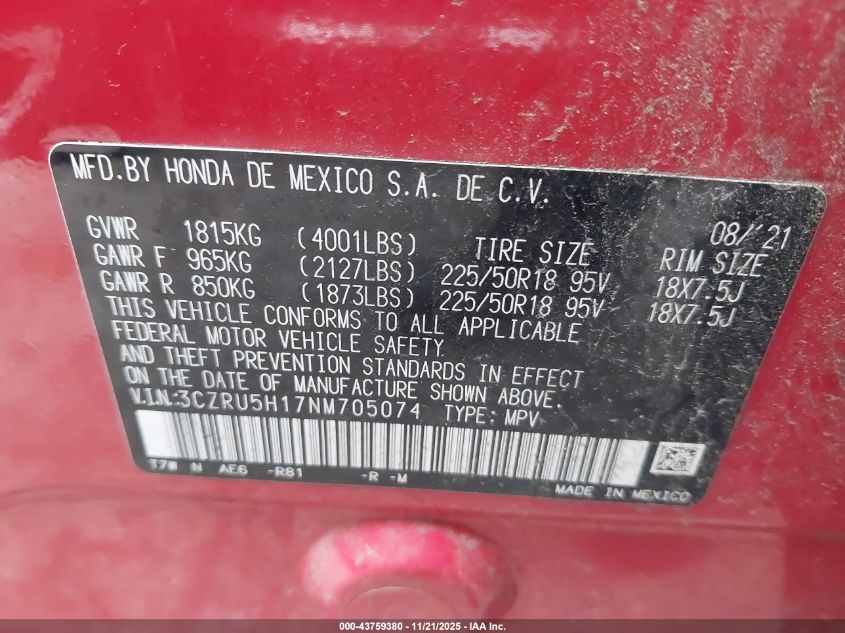 MFD.BY HONDA DE MEXICO S.A. DE C.V.
08/'21
GVWR 1815KG (4001LBS) TIRE SIZE RIM SIZE
GAWR F 965KG (2127LBS) 225/50R18 95V 18X7.5J
GAWR R 850KG (1873LBS) 225/50R18 95V 18X7.5J
THIS VEHICLE CONFORMS TO ALL APPLICABLE
FEDERAL MOTOR VEHICLE SAFETY
AND THEFT PREVENTION STANDARDS IN EFFECT
ON THE DATE OF MANUFACTURE SHOWN ABOVE.
V.I.N:3CZRU5H17NM705074 TYPE: MPV
T7W N AE6 -R81 -R -M
MADE IN MEXICO
000-43759380 - 11/21/2025 - IAA Inc.